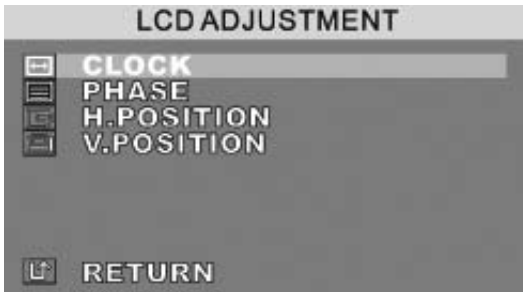 LCD ADJUSTMENT
CLOCK
PHASE
H.POSITION
V.POSITION
RETURN